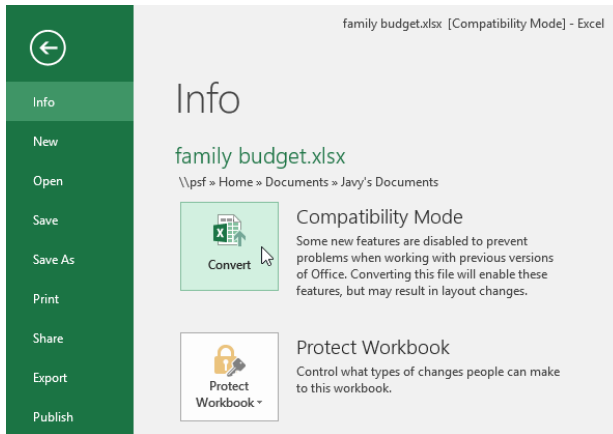 family budget.xlsx [Compatibility Mode] - Excel
Info
New
Open
Save
Save As
Print
Share
Export
Publish
Info
family budget.xlsx
\\psf » Home » Documents » Javy's Documents
Convert
Compatibility Mode
Some new features are disabled to prevent
problems when working with previous versions
of Office. Converting this file will enable these
features, but may result in layout changes.
Protect
Workbook
Protect Workbook
Control what types of changes people can make
to this workbook.